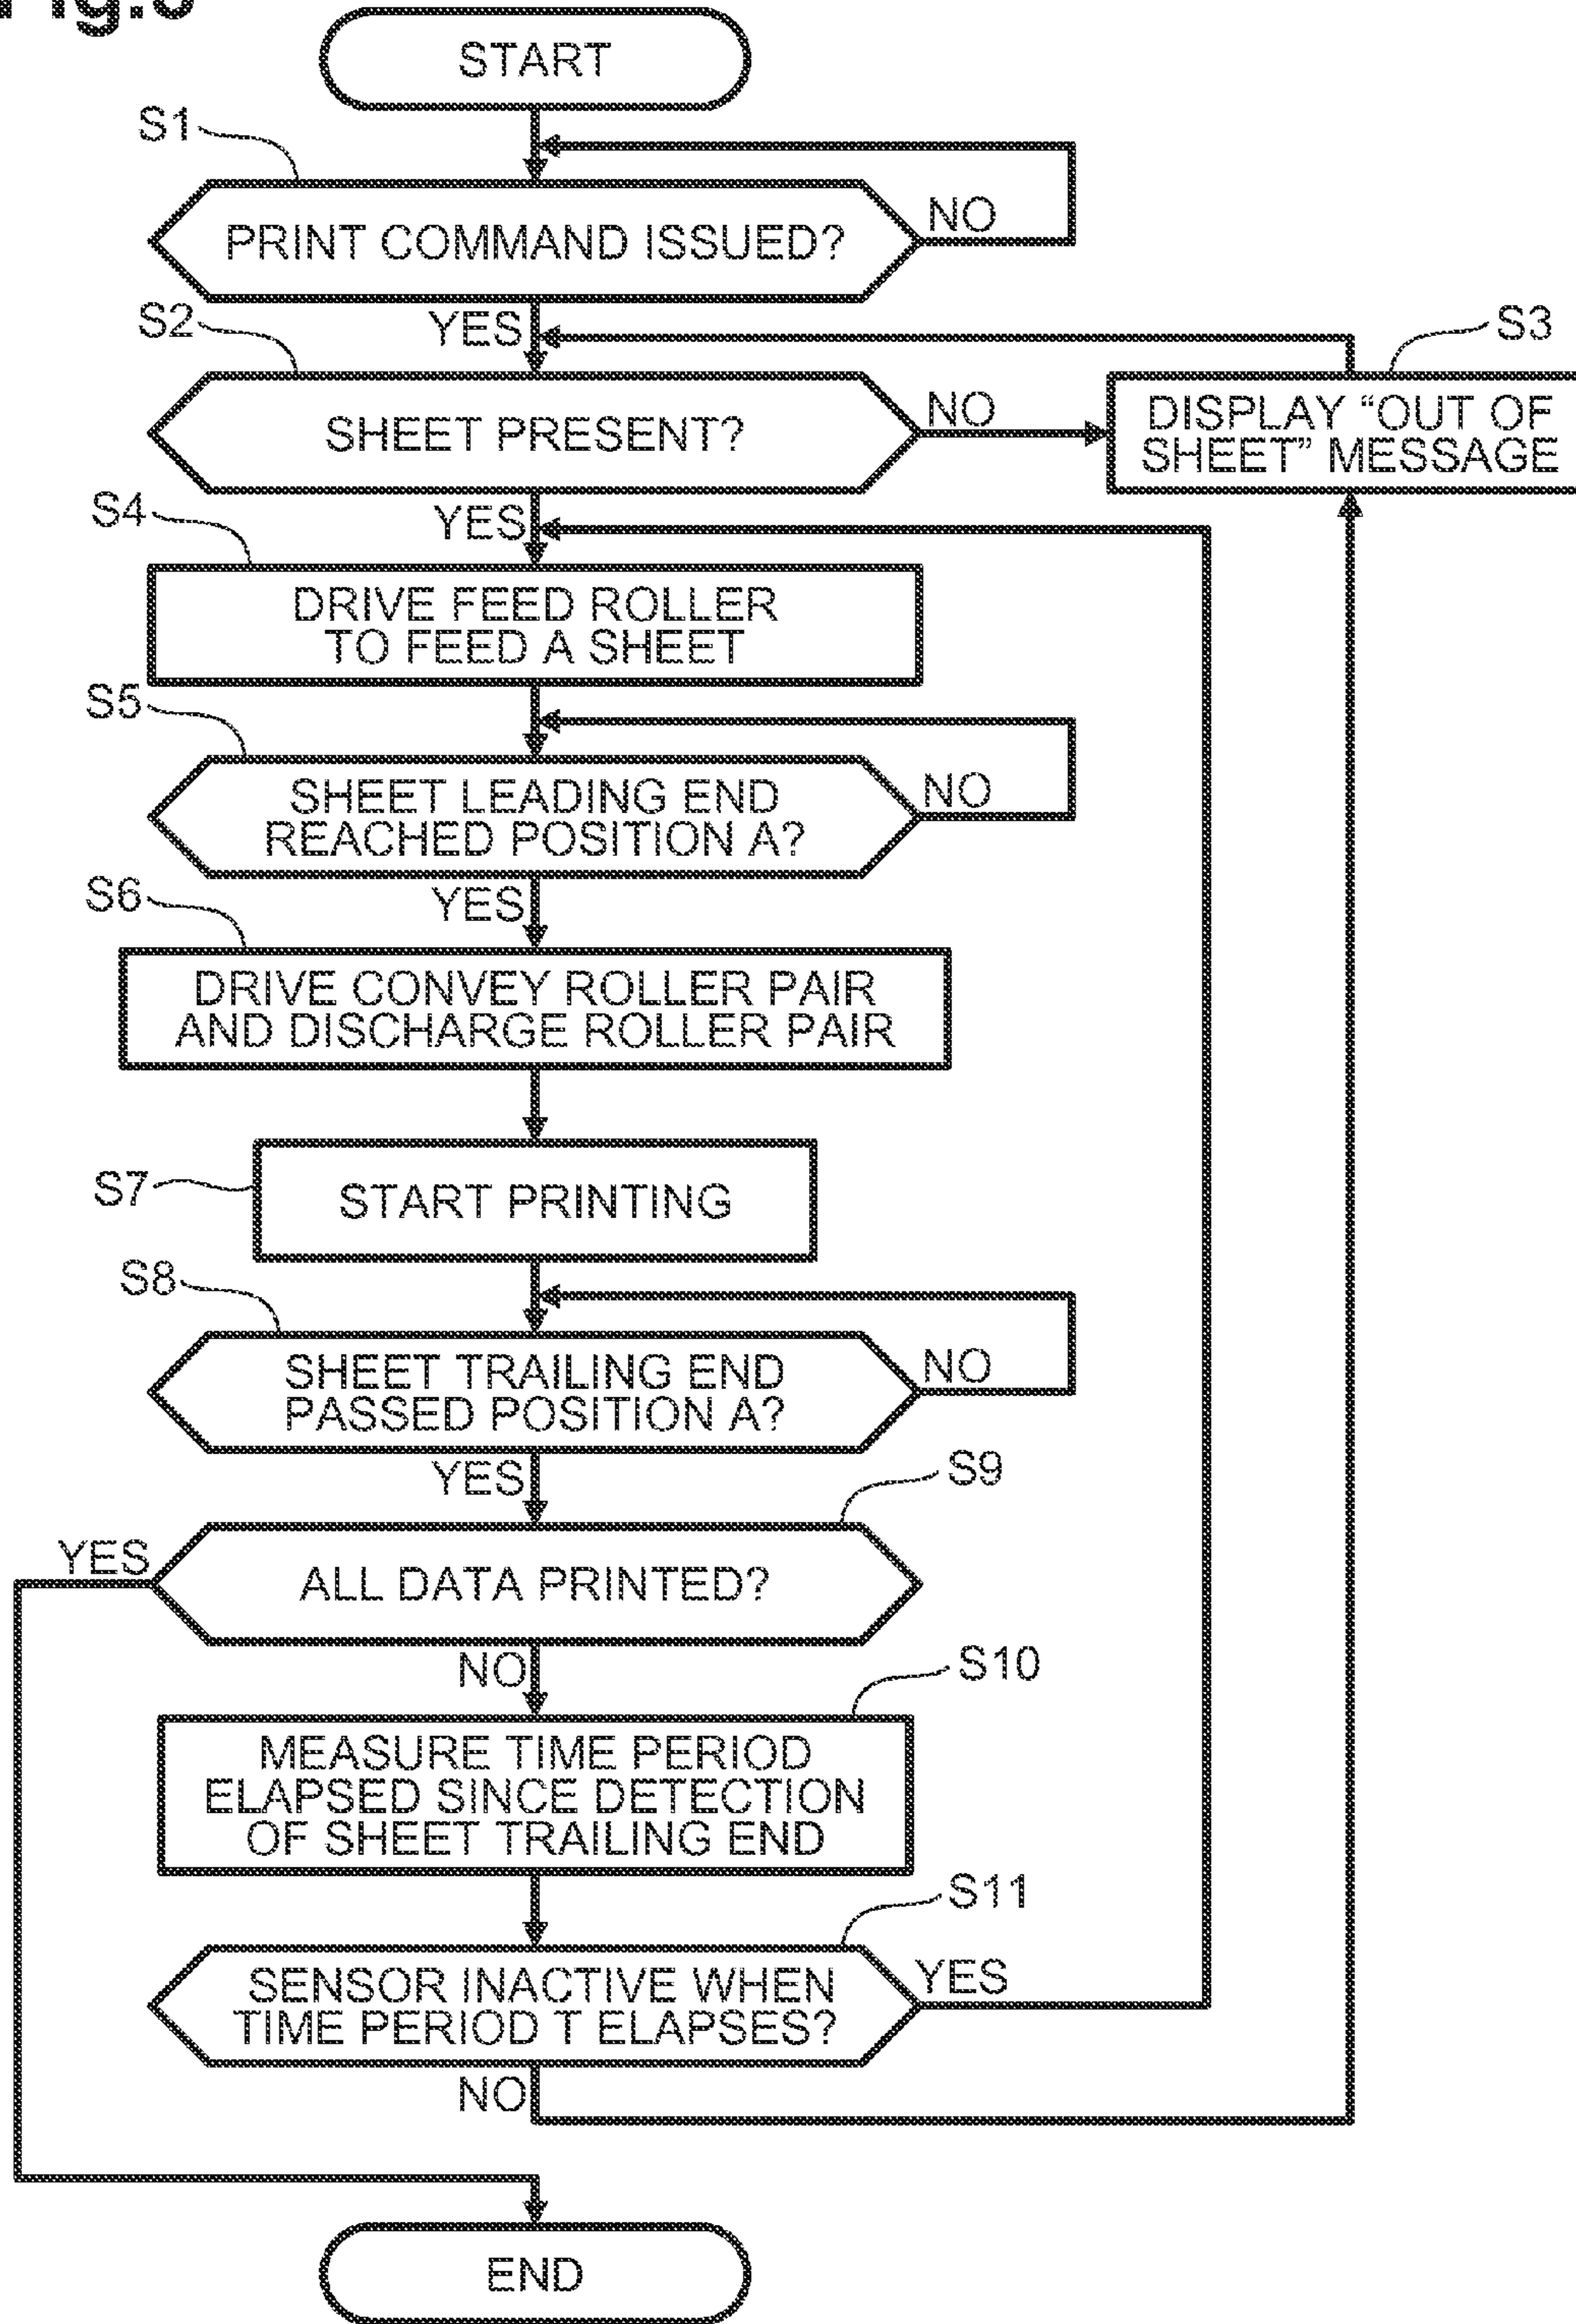 START
S1
NO
PRINT COMMAND ISSUED?
S2
YES
S3
NO
SHEET PRESENT?
DISPLAY “OUT OF
SHEET” MESSAGE
S4
YES
DRIVE FEED ROLLER
TO FEED A SHEET
S5
NO
SHEET LEADING END
REACHED POSITION A?
S6
YES
DRIVE CONVEY ROLLER PAIR
AND DISCHARGE ROLLER PAIR
S7
START PRINTING
S8
NO
SHEET TRAILING END
PASSED POSITION A?
YES
S9
YES
ALL DATA PRINTED?
NO
S10
MEASURE TIME PERIOD
ELAPSED SINCE DETECTION
OF SHEET TRAILING END
S11
YES
SENSOR INACTIVE WHEN
TIME PERIOD T ELAPSES?
NO
END